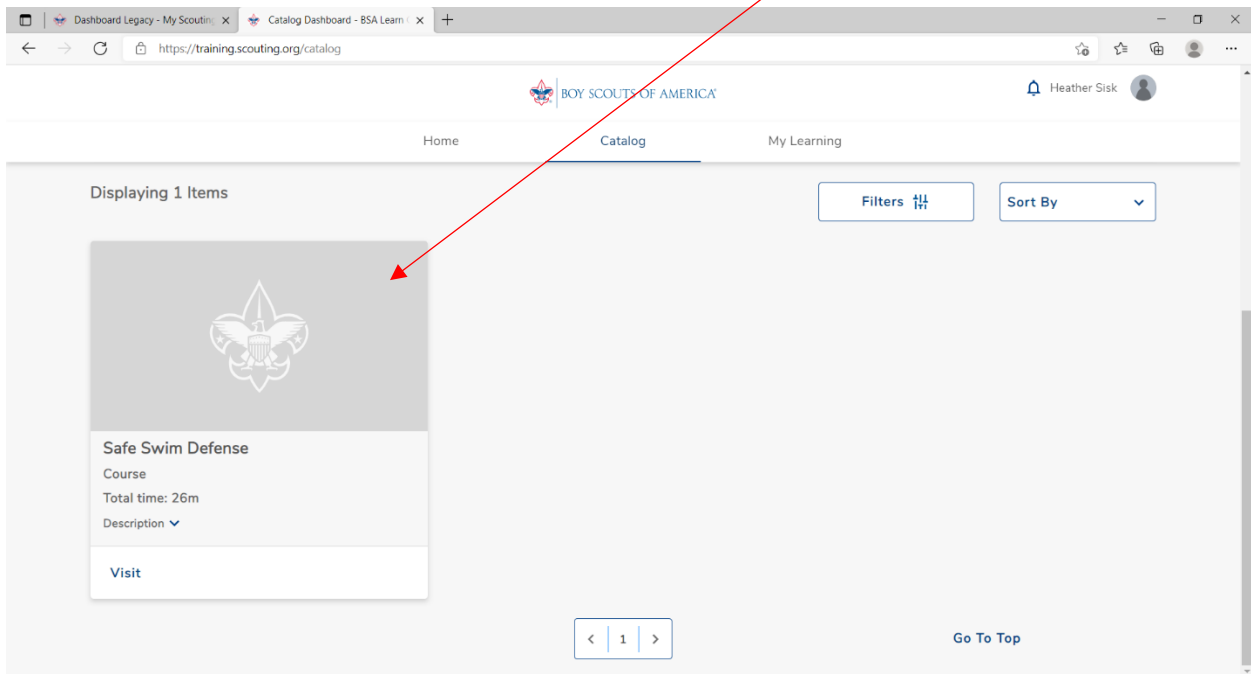 Dashboard Legacy - My Scouting
Catalog Dashboard - BSA Learn
https://training.scouting.org/catalog
BOY SCOUTS OF AMERICA®
Heather Sisk
Home Catalog My Learning
Displaying 1 Items
Filters
Sort By
Safe Swim Defense
Course
Total time: 26m
Description
Visit
1
Go To Top